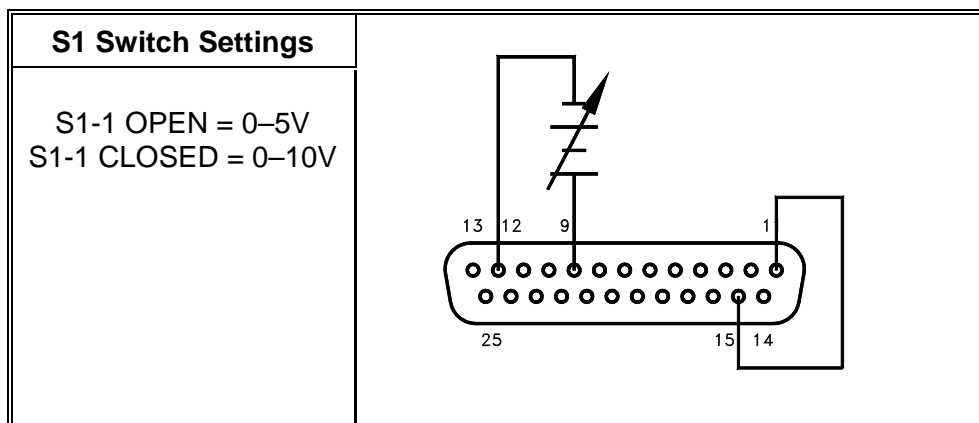 S1 Switch Settings
S1-1 OPEN = 0–5V
S1-1 CLOSED = 0–10V
13 12 9 1
25 15 14